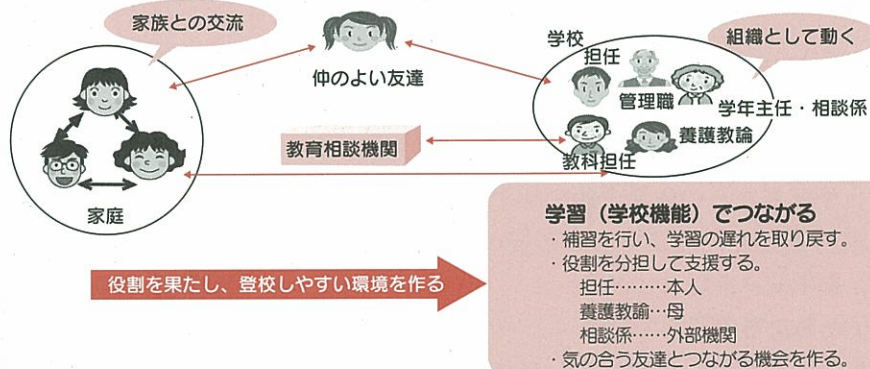 家族との交流
仲のよい友達
学校
担任
組織として動く
管理職
学年主任・相談係
教育相談機関
養護教諭
教科担任
家庭
学習（学校機能）でつながる
・補習を行い、学習の遅れを取り戻す。
・役割を分担して支援する。
担任………本人
養護教諭…母
相談係……外部機関
・気の合う友達とつながる機会を作る。
役割を果たし、登校しやすい環境を作る